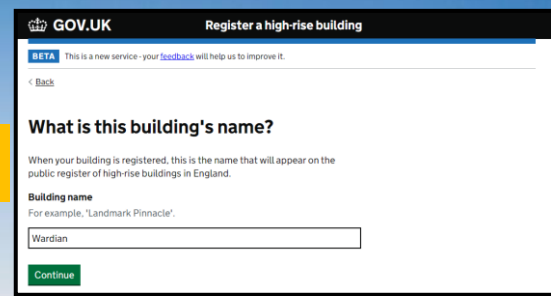 GOV.UK Register a high-rise building
BETA This is a new service - your feedback will help us to improve it.
< Back
What is this building's name?
When your building is registered, this is the name that will appear on the
public register of high-rise buildings in England.
Building name
For example, 'Landmark Pinnacle'.
Wardian
Continue